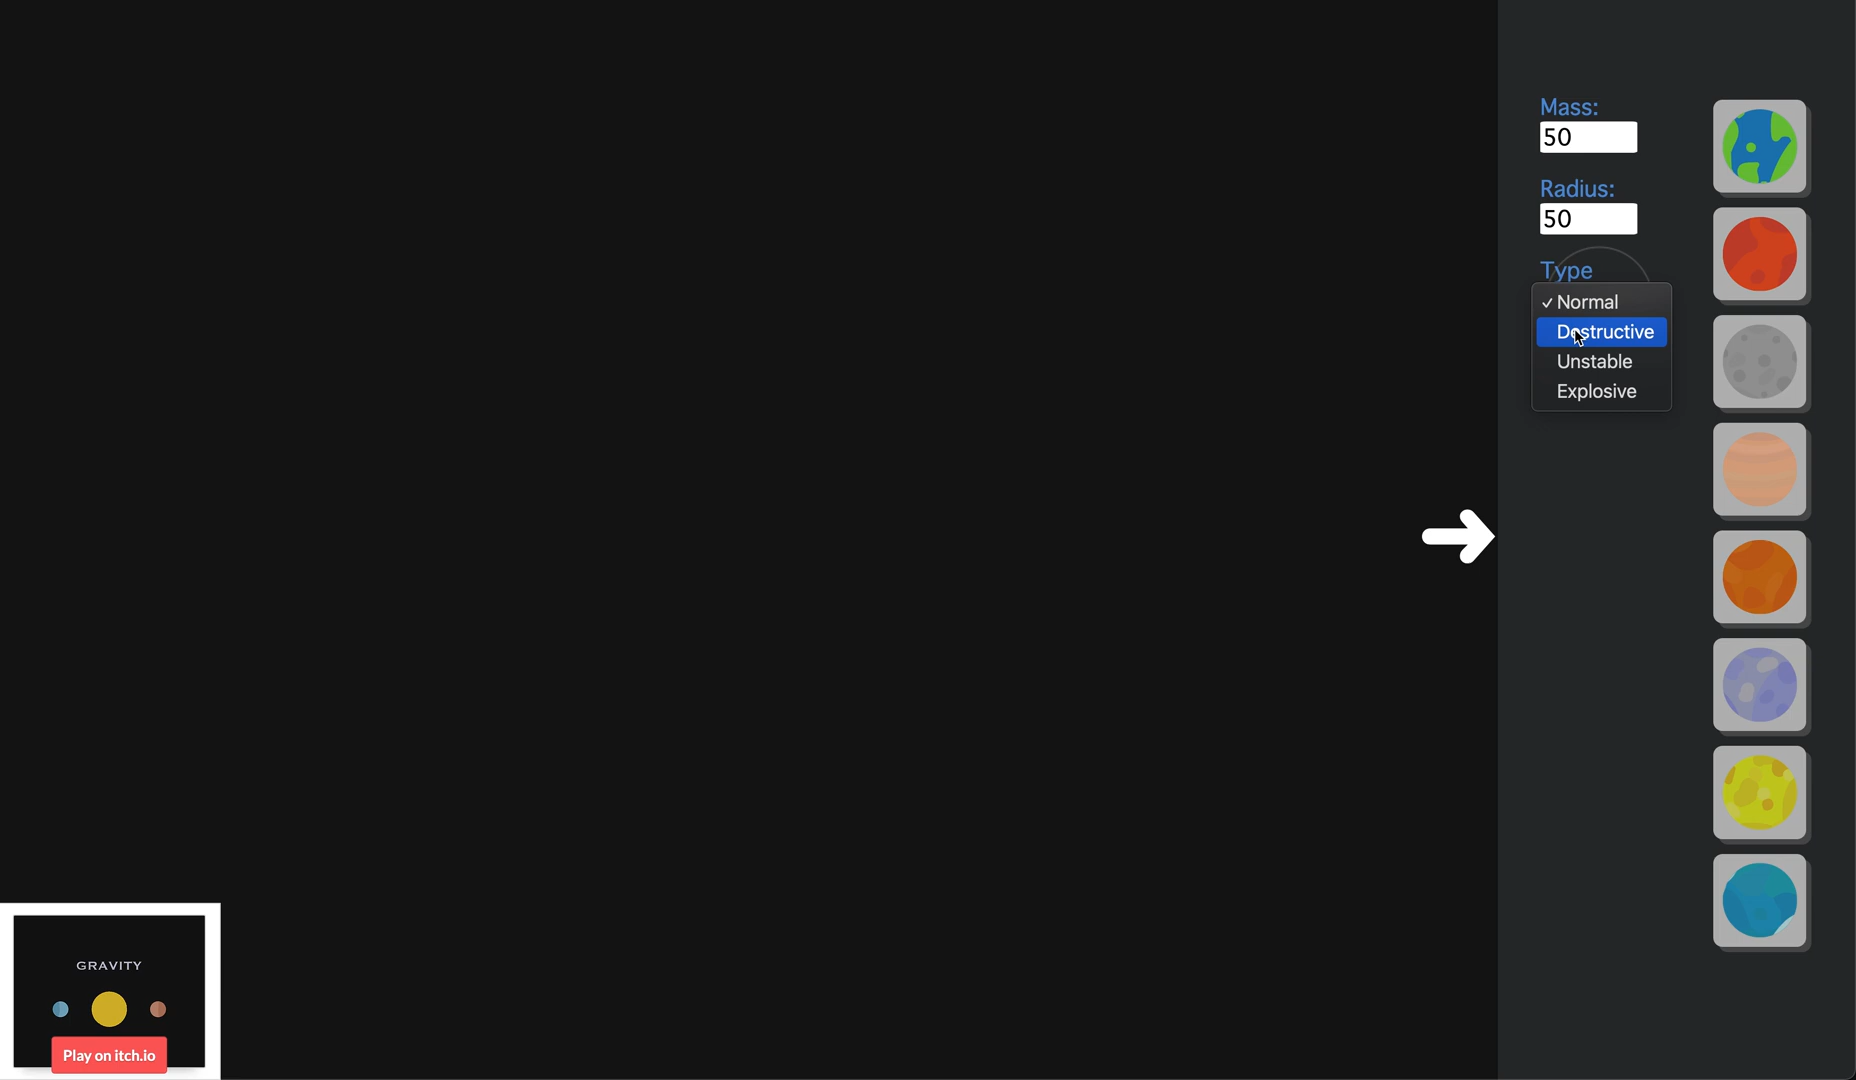 Mass:
50
Radius:
50
Type
✓ Normal
Destructive
Unstable
Explosive
GRAVITY
Play on itch.io